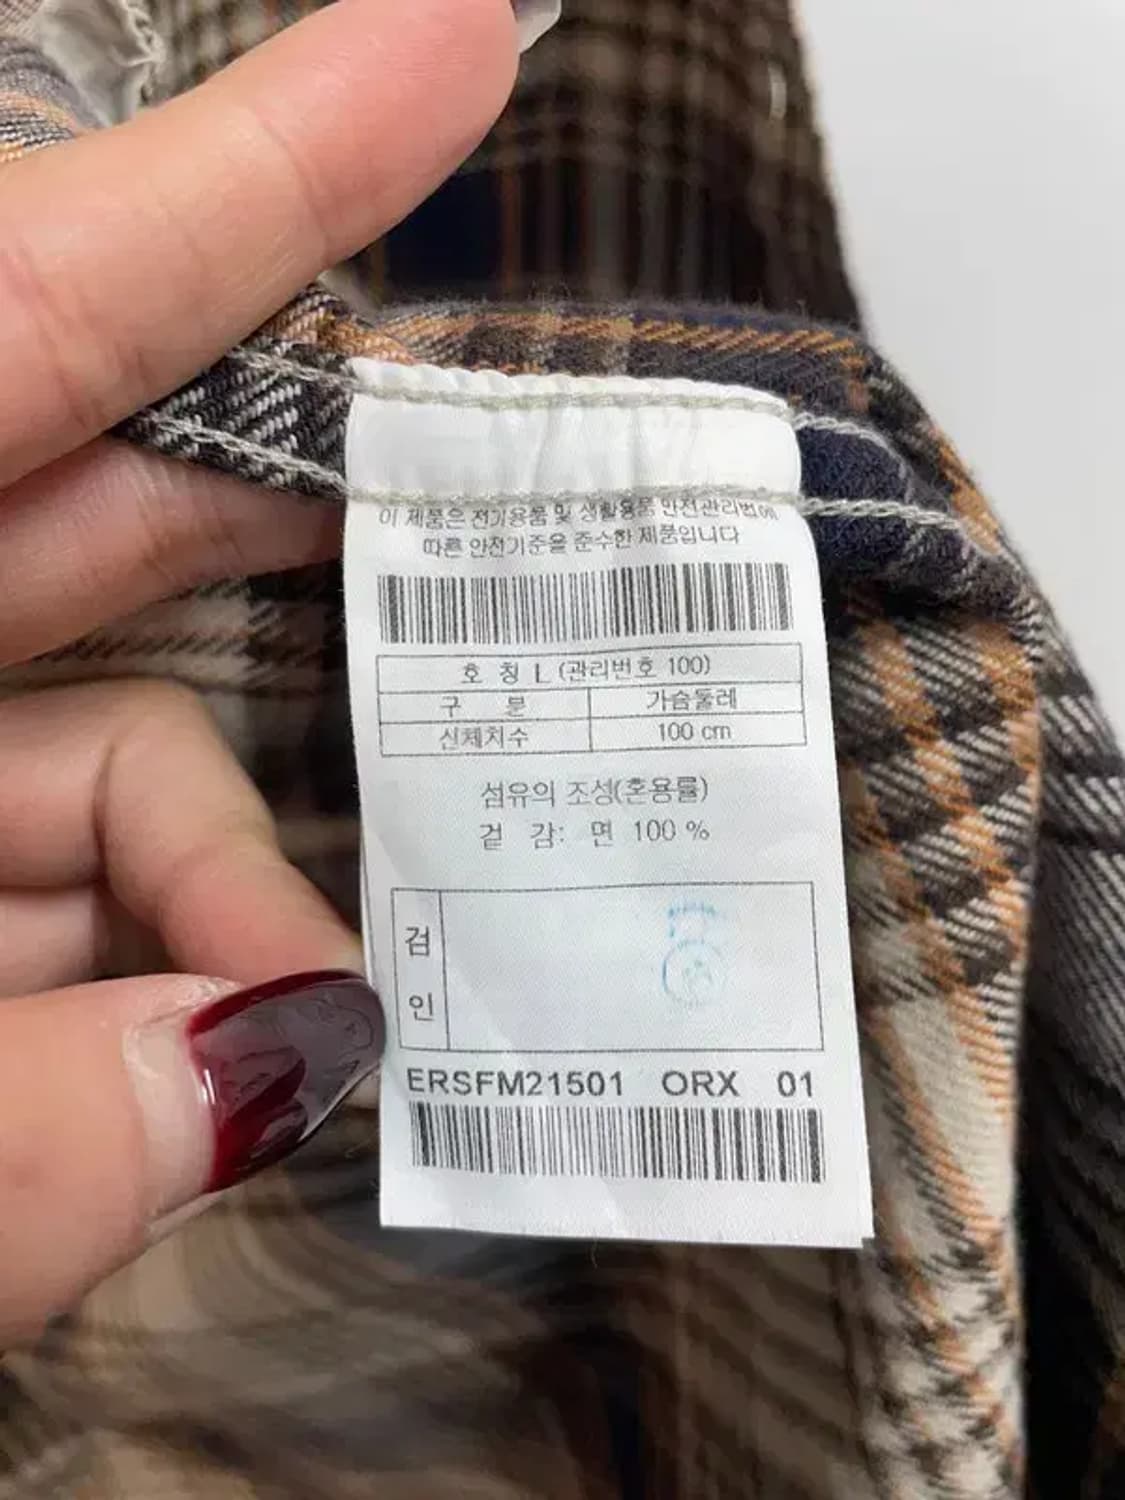 이 제품은 전기용품 및 생활용품 안전관리법에
따른 안전기준을 준수한 제품입니다
호 칭 L (관리번호 100)
구 분 가슴둘레
신체치수 100 cm
섬유의 조성(혼용률)
겉 감: 면 100 %
검
인
ERSFM21501 ORX 01